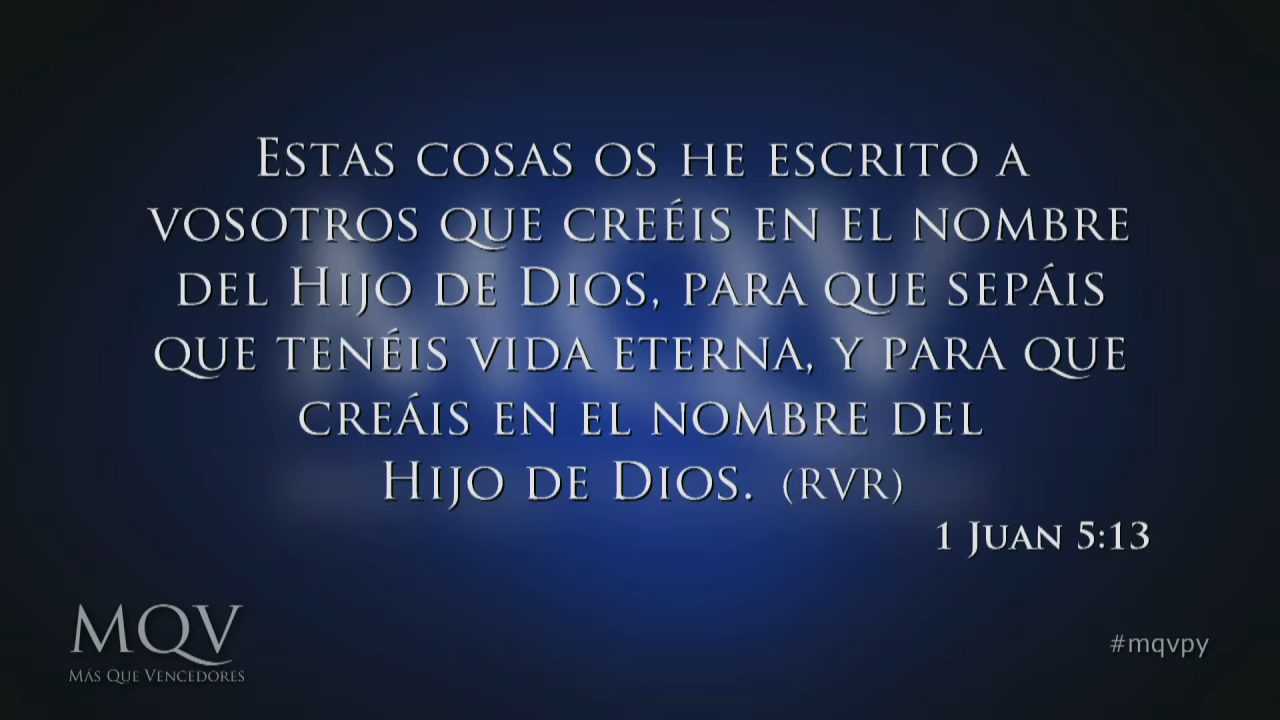 Estas cosas os he escrito a
vosotros que creéis en el nombre
del Hijo de Dios, para que sepáis
que tenéis vida eterna, y para que
creáis en el nombre del
Hijo de Dios. (RVR)
1 Juan 5:13
MQV
Más Que Vencedores
#mqvpy